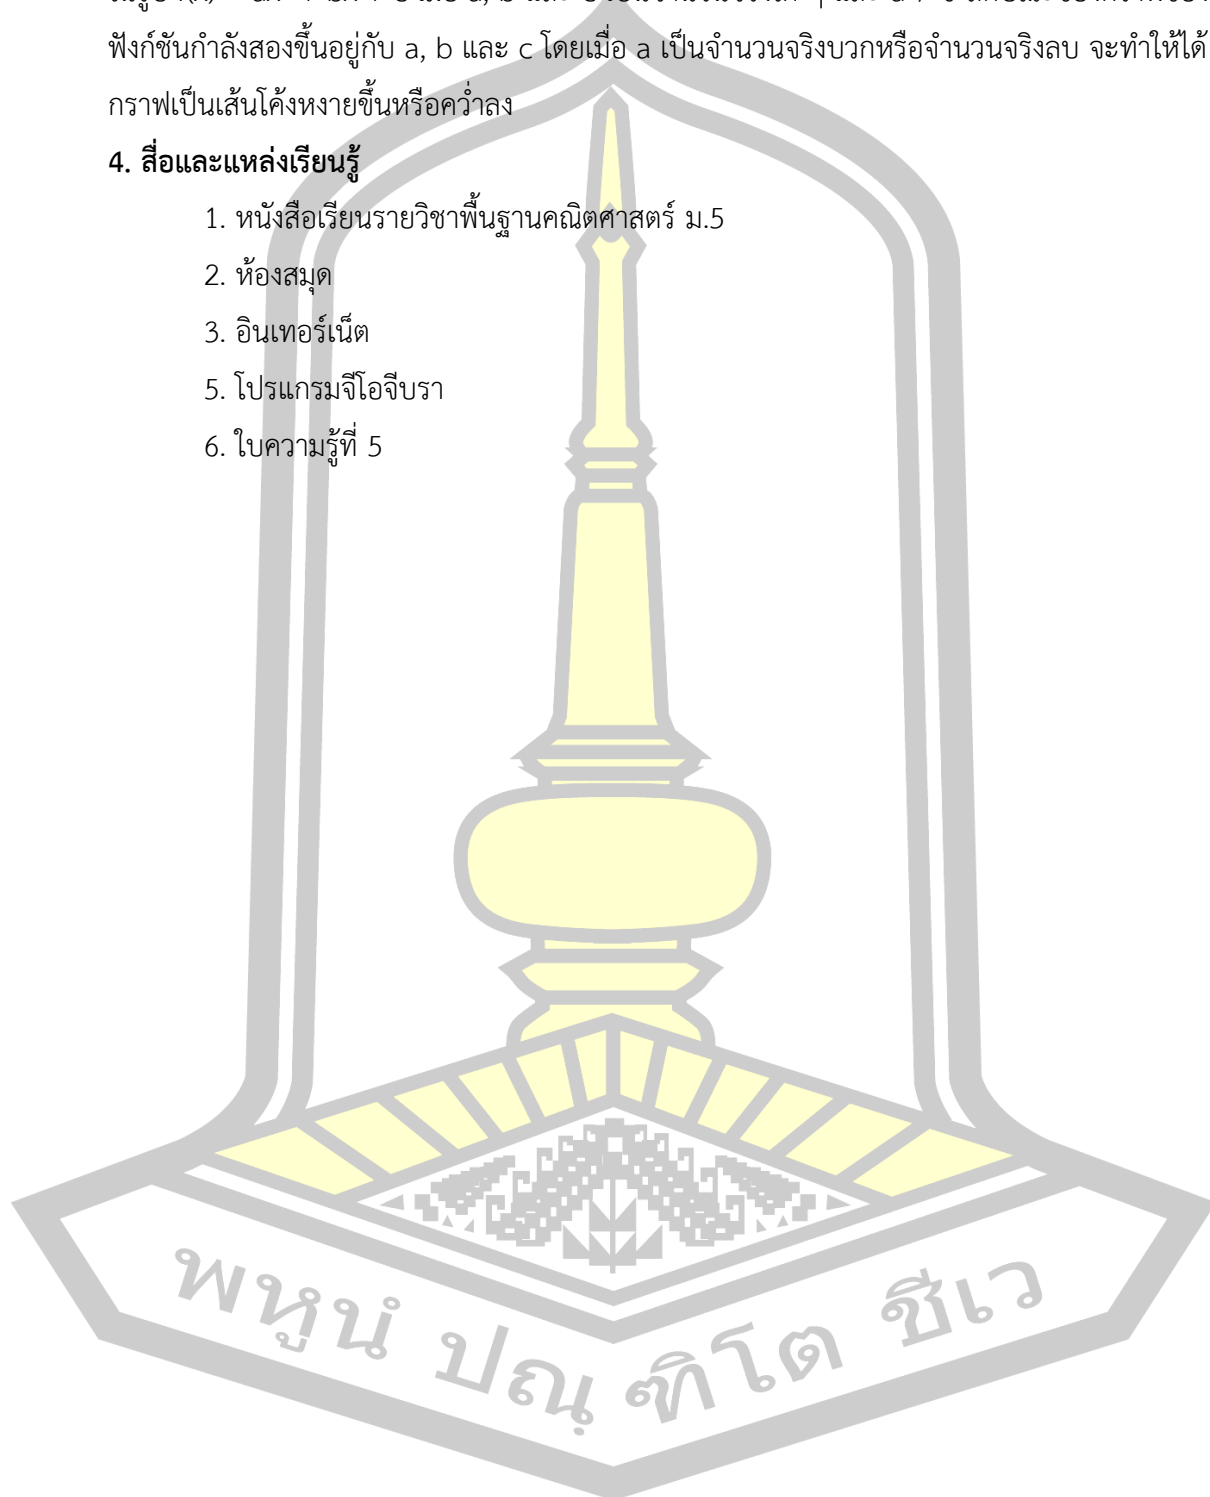 ฟังก์ชันกำลังสองขึ้นอยู่กับ a, b และ c โดยเมื่อ a เป็นจำนวนจริงบวกหรือจำนวนจริงลบ จะทำให้ได้
กราฟเป็นเส้นโค้งหงายขึ้นหรือคว่ำลง
4. สื่อและแหล่งเรียนรู้
1. หนังสือเรียนรายวิชาพื้นฐานคณิตศาสตร์ ม.5
2. ห้องสมุด
3. อินเทอร์เน็ต
5. โปรแกรมจีโอจีบรา
6. ใบความรู้ที่ 5
พหูนํ ปณฺฑิโต ชีเว